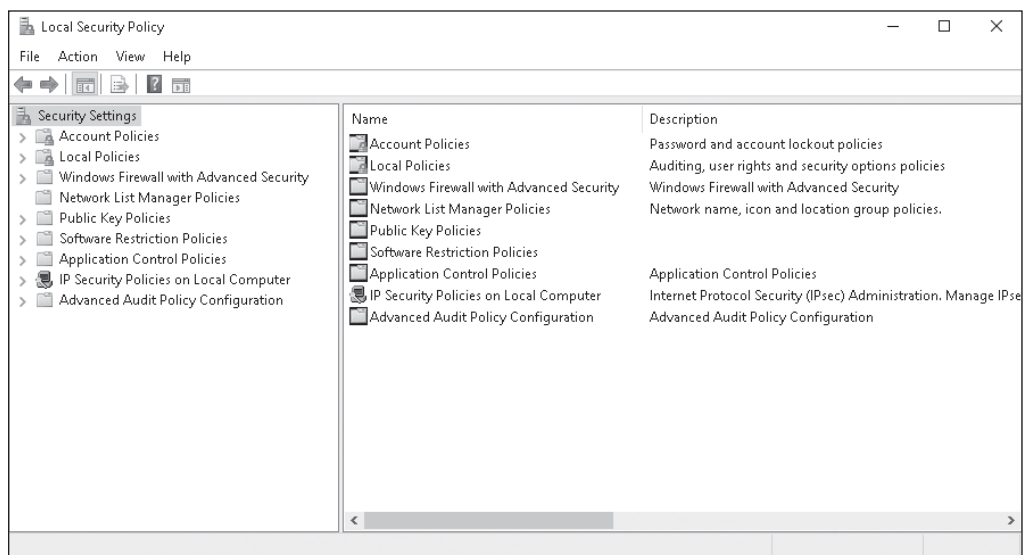 Local Security Policy
File Action View Help
Security Settings
Account Policies
Local Policies
Windows Firewall with Advanced Security
Network List Manager Policies
Public Key Policies
Software Restriction Policies
Application Control Policies
IP Security Policies on Local Computer
Advanced Audit Policy Configuration
Name Description
Account Policies Password and account lockout policies
Local Policies Auditing, user rights and security options policies
Windows Firewall with Advanced Security Windows Firewall with Advanced Security
Network List Manager Policies Network name, icon and location group policies.
Public Key Policies
Software Restriction Policies
Application Control Policies Application Control Policies
IP Security Policies on Local Computer Internet Protocol Security (IPsec) Administration. Manage IPse
Advanced Audit Policy Configuration Advanced Audit Policy Configuration